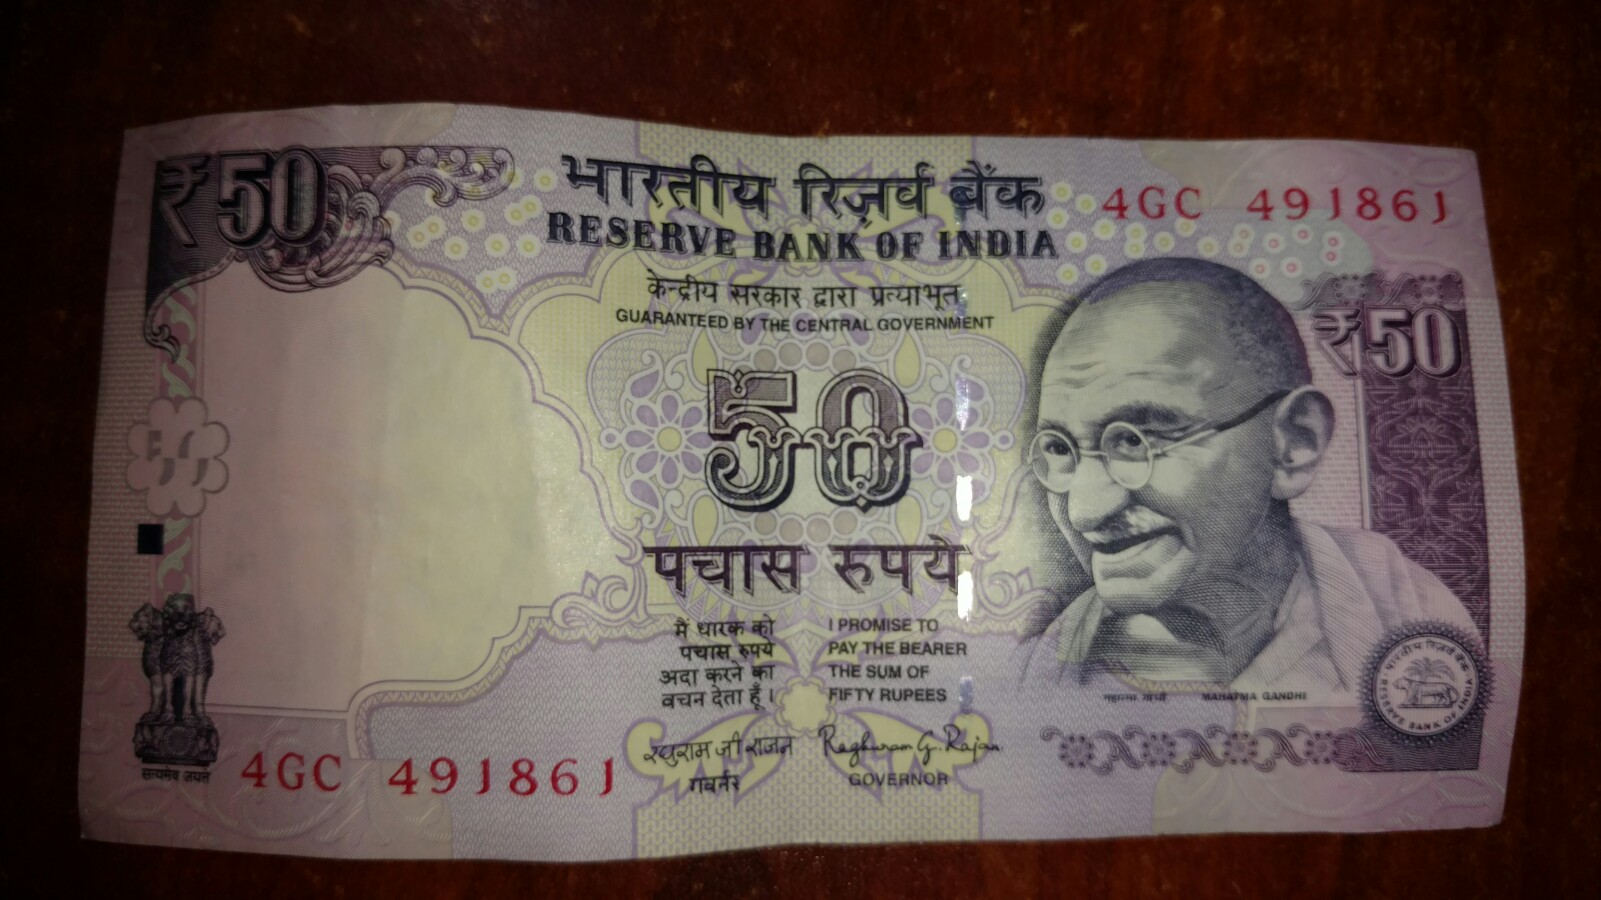 ₹50
भारतीय रिज़र्व बैंक
RESERVE BANK OF INDIA
4GC 491861
केन्द्रीय सरकार द्वारा प्रत्याभूत
GUARANTEED BY THE CENTRAL GOVERNMENT
₹50
50
पचास रुपये
मैं धारक को
पचास रुपये
अदा करने का
वचन देता हूँ।
I PROMISE TO
PAY THE BEARER
THE SUM OF
FIFTY RUPEES
महात्मा गांधी MAHATMA GANDHI
भारतीय रिज़र्व बैंक
RESERVE BANK OF INDIA
रघुराम जी राजन
Raghuram G. Rajan
गवर्नर
GOVERNOR
सत्यमेव जयते
4GC 491861